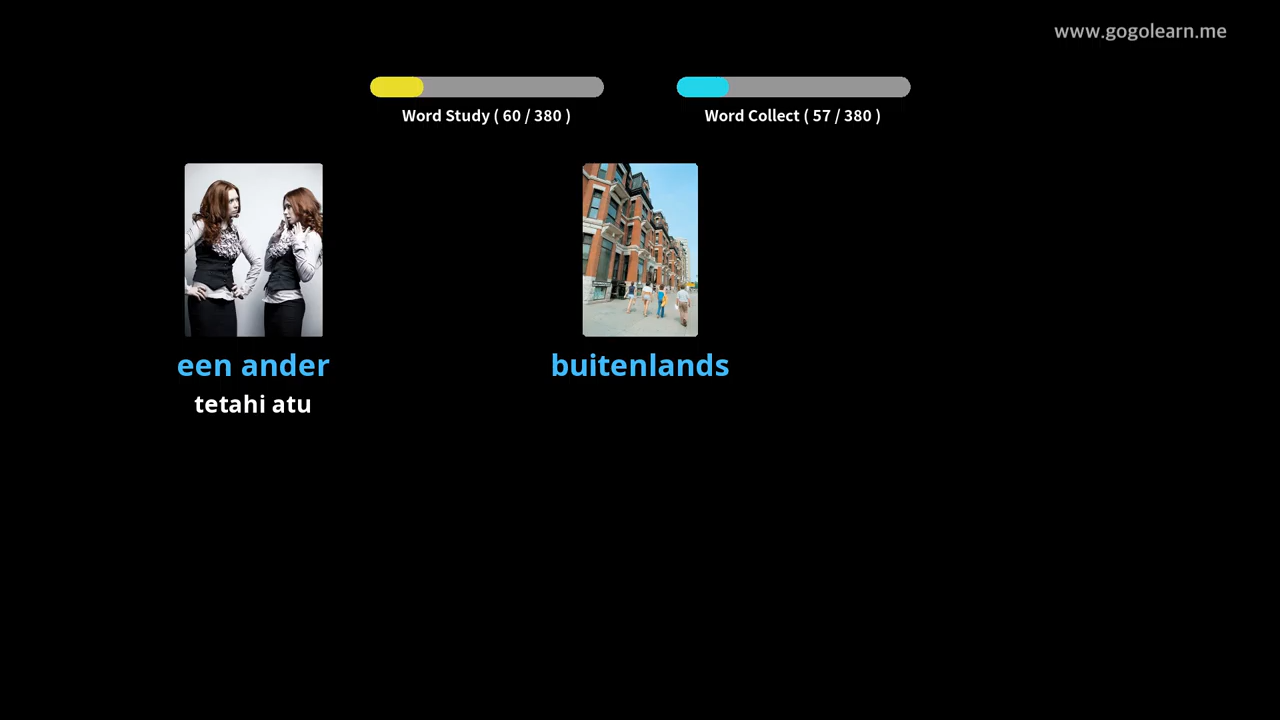 www.gogolearn.me
Word Study ( 60 / 380 )
Word Collect ( 57 / 380 )
een ander
tetahi atu
buitenlands